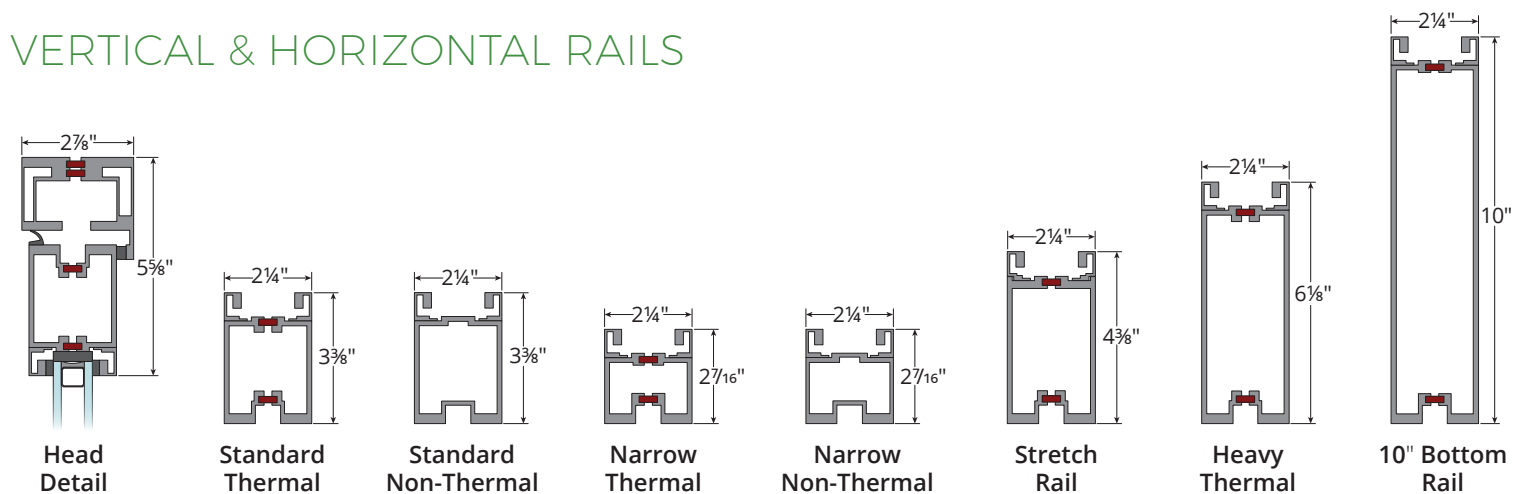 VERTICAL & HORIZONTAL RAILS
2⅞"
5⅝"
Head
Detail
2¼"
3⅜"
Standard
Thermal
2¼"
3⅜"
Standard
Non-Thermal
2¼"
2⁷⁄₁₆"
Narrow
Thermal
2¼"
2⁷⁄₁₆"
Narrow
Non-Thermal
2¼"
4⅜"
Stretch
Rail
2¼"
6⅛"
Heavy
Thermal
2¼"
10"
10" Bottom
Rail